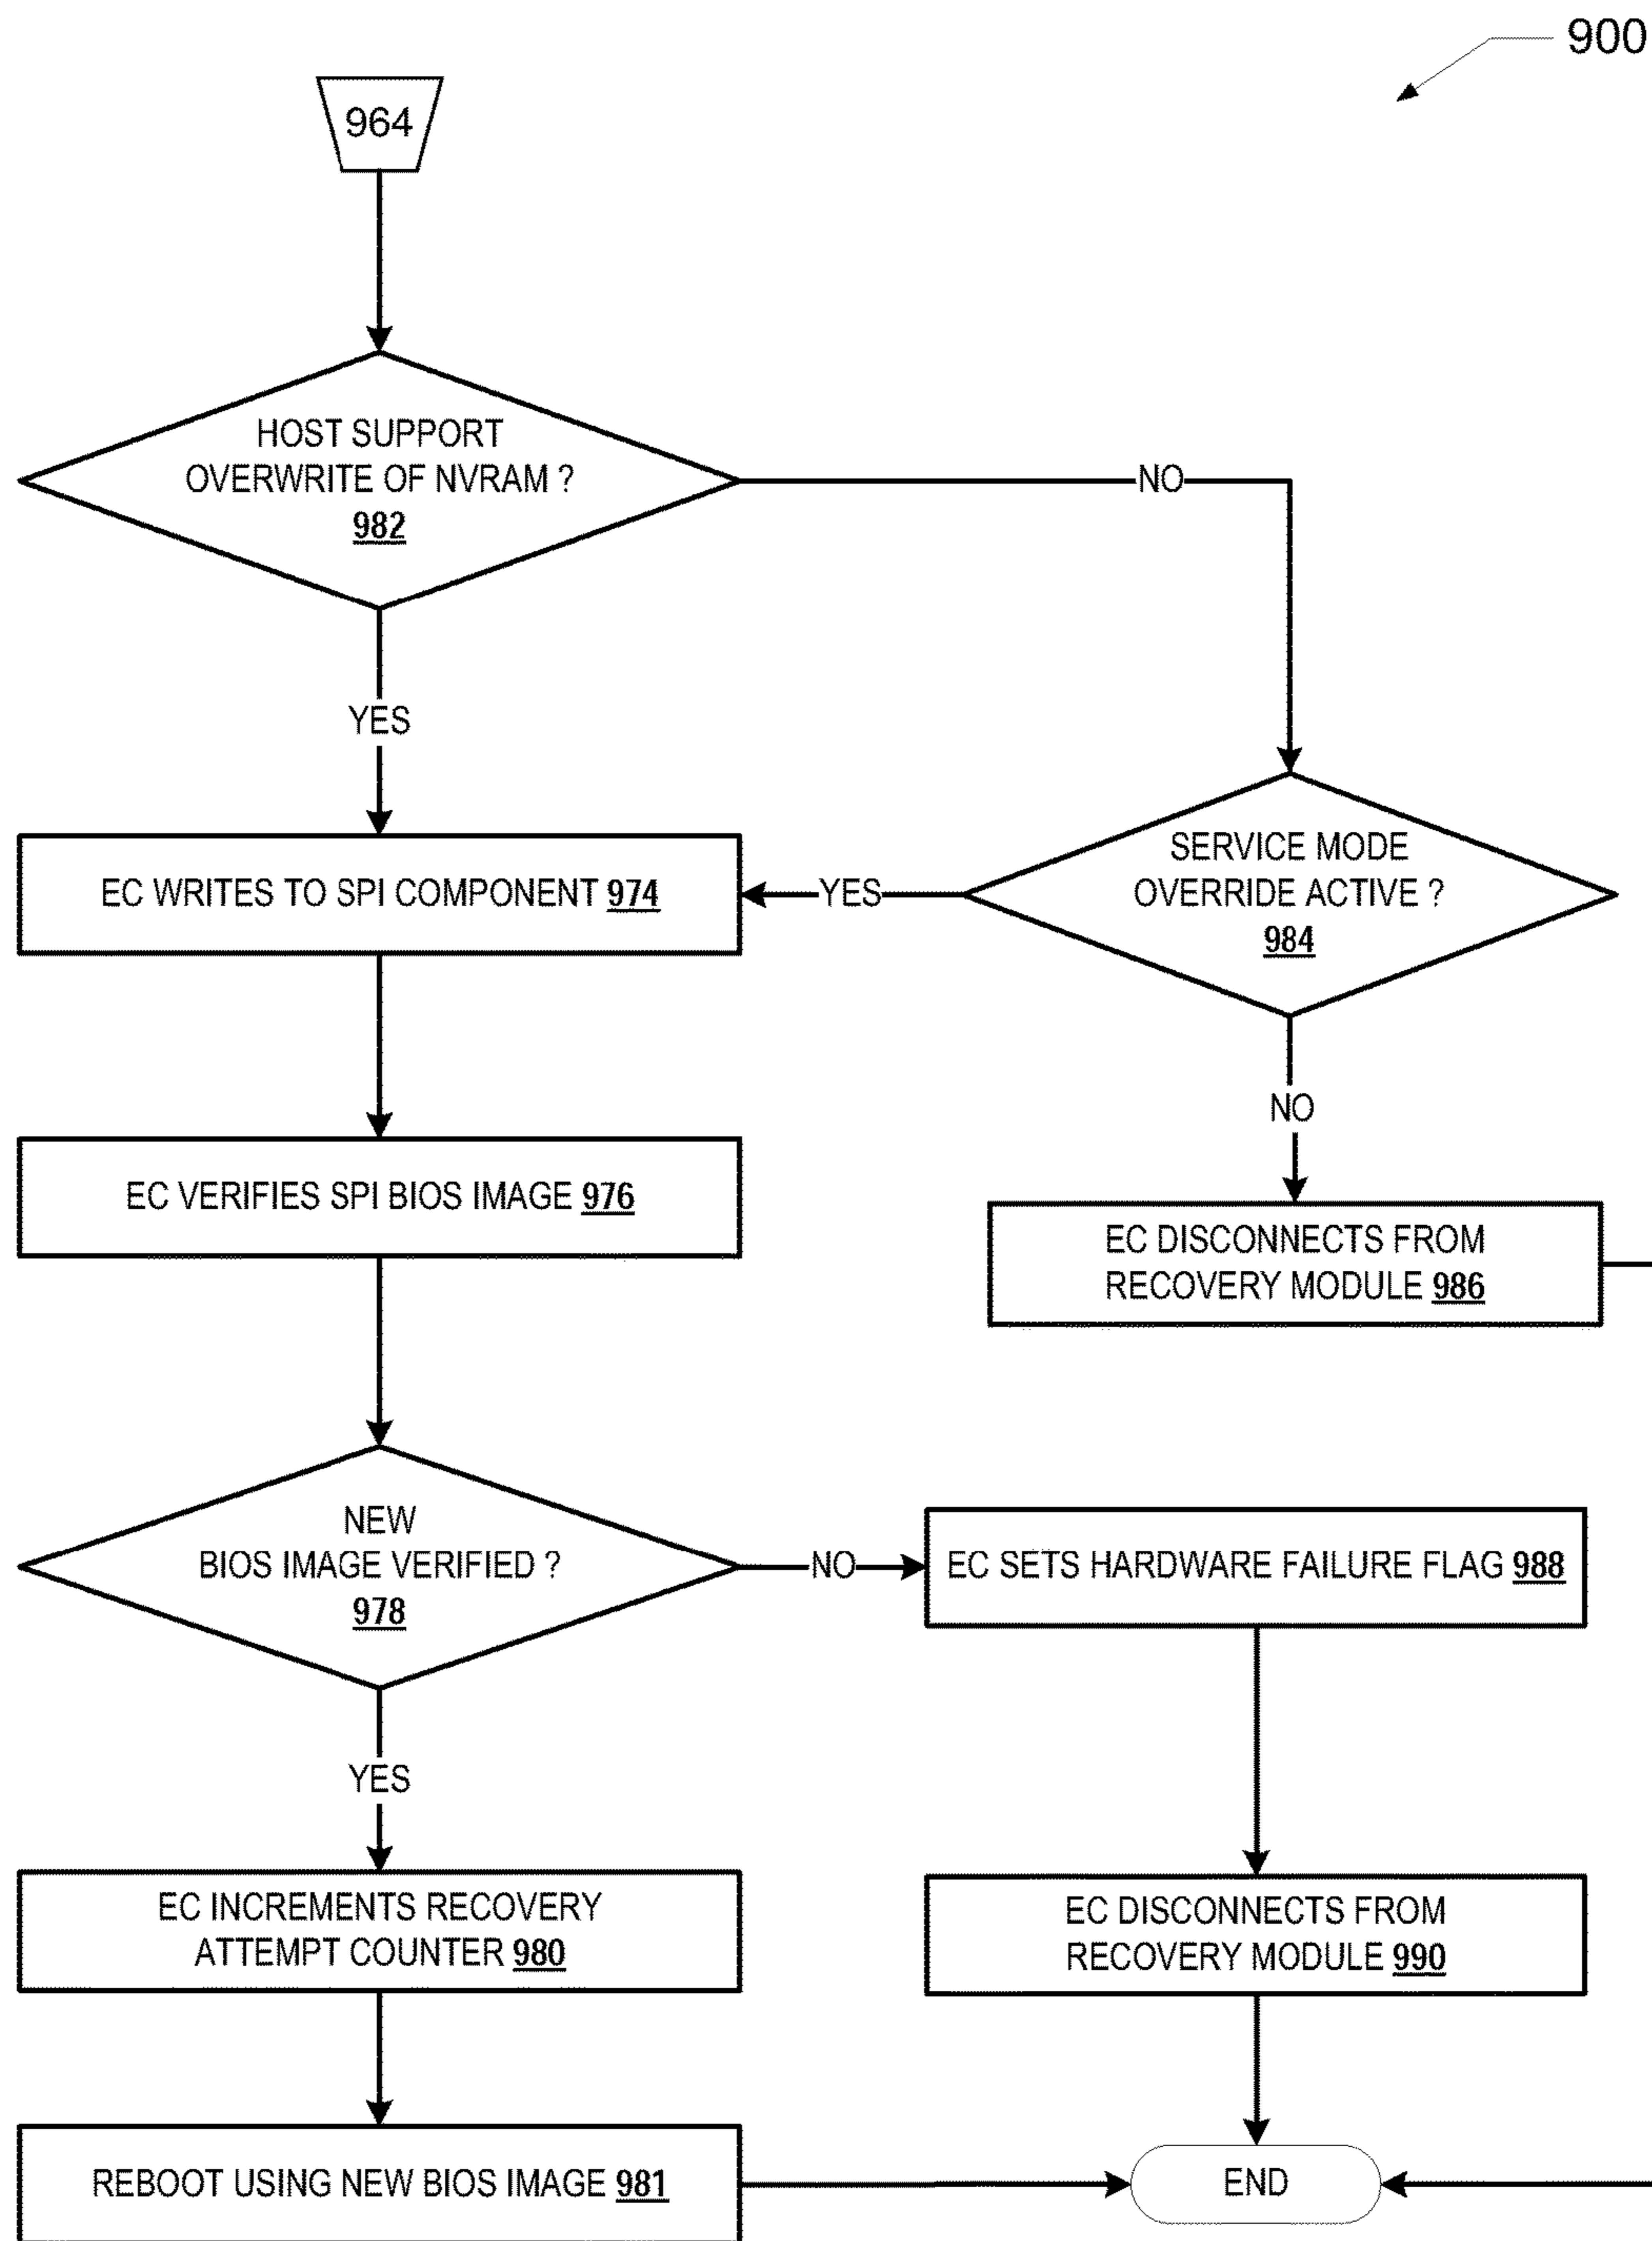 900
964
HOST SUPPORT
OVERWRITE OF NVRAM ?
982
NO
YES
SERVICE MODE
OVERRIDE ACTIVE ?
984
EC WRITES TO SPI COMPONENT 974
YES
NO
EC VERIFIES SPI BIOS IMAGE 976
EC DISCONNECTS FROM
RECOVERY MODULE 986
NEW
BIOS IMAGE VERIFIED ?
978
NO
EC SETS HARDWARE FAILURE FLAG 988
YES
EC INCREMENTS RECOVERY
ATTEMPT COUNTER 980
EC DISCONNECTS FROM
RECOVERY MODULE 990
REBOOT USING NEW BIOS IMAGE 981
END